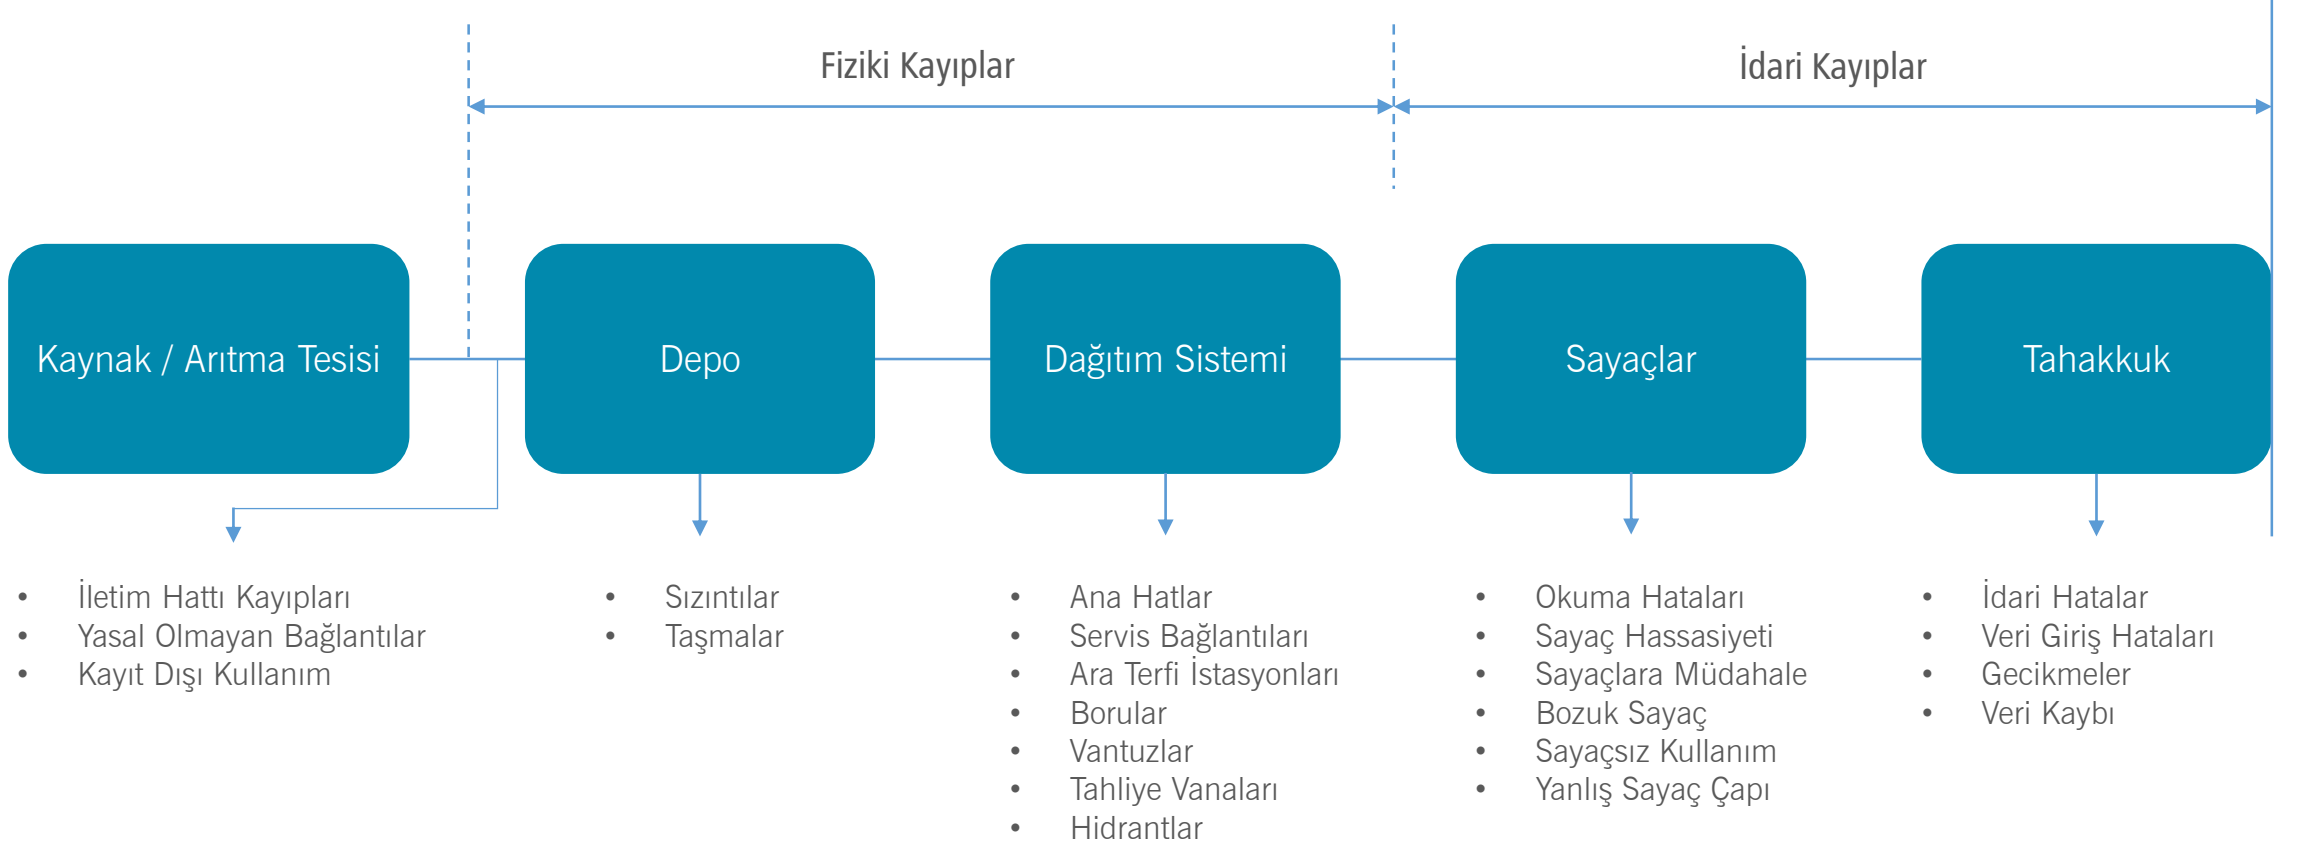 Fiziki Kayıplar
İdari Kayıplar
Kaynak / Arıtma Tesisi
Depo
Dağıtım Sistemi
Sayaçlar
Tahakkuk
• İletim Hattı Kayıpları
• Yasal Olmayan Bağlantılar
• Kayıt Dışı Kullanım
• Sızıntılar
• Taşmalar
• Ana Hatlar
• Servis Bağlantıları
• Ara Terfi İstasyonları
• Borular
• Vantuzlar
• Tahliye Vanaları
• Hidrantlar
• Okuma Hataları
• Sayaç Hassasiyeti
• Sayaçlara Müdahale
• Bozuk Sayaç
• Sayaçsız Kullanım
• Yanlış Sayaç Çapı
• İdari Hatalar
• Veri Giriş Hataları
• Gecikmeler
• Veri Kaybı